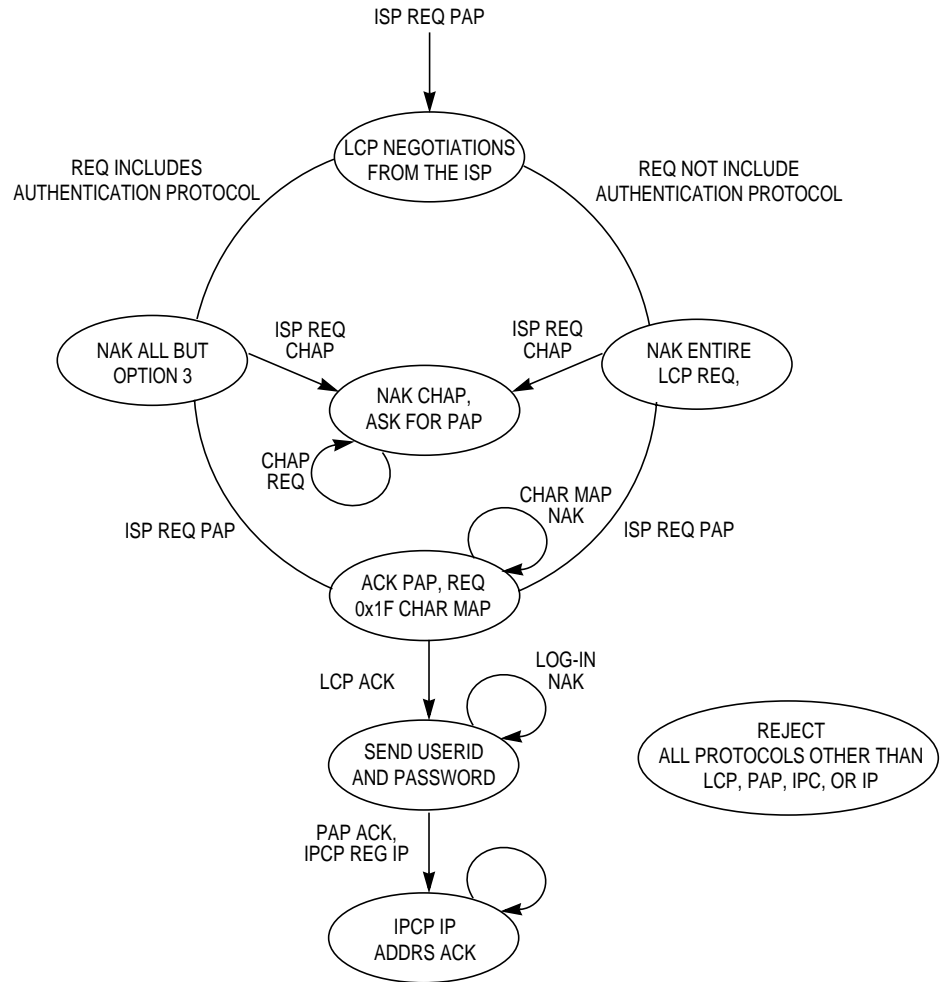 ISP REQ PAP
LCP NEGOTIATIONS
FROM THE ISP
REQ INCLUDES
AUTHENTICATION PROTOCOL
REQ NOT INCLUDE
AUTHENTICATION PROTOCOL
NAK ALL BUT
OPTION 3
ISP REQ
CHAP
ISP REQ
CHAP
NAK ENTIRE
LCP REQ,
NAK CHAP,
ASK FOR PAP
CHAP
REQ
CHAR MAP
NAK
ISP REQ PAP
ISP REQ PAP
ACK PAP, REQ
0x1F CHAR MAP
LCP ACK
LOG-IN
NAK
SEND USERID
AND PASSWORD
REJECT
ALL PROTOCOLS OTHER THAN
LCP, PAP, IPC, OR IP
PAP ACK,
IPCP REG IP
IPCP IP
ADDRS ACK